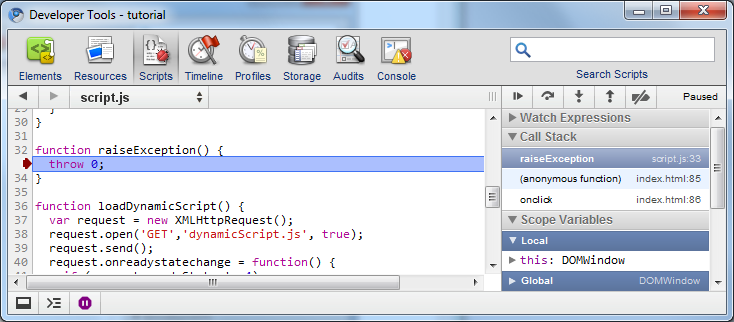 Developer Tools - tutorial
Elements Resources Scripts Timeline Profiles Storage Audits Console
Search Scripts
script.js
Paused
29 }
30 }
31
32 function raiseException() {
throw 0;
34 }
35
36 function loadDynamicScript() {
37 var request = new XMLHttpRequest();
38 request.open('GET','dynamicScript.js', true);
39 request.send();
40 request.onreadystatechange = function() {
41
Watch Expressions
Call Stack
raiseException script.js:33
(anonymous function) index.html:85
onclick index.html:86
Scope Variables
Local
this: DOMWindow
Global DOMWindow